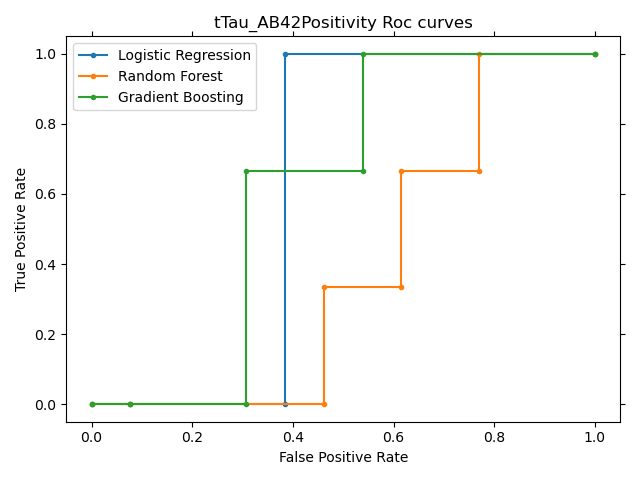 tTau_AB42Positivity Roc curves
Logistic Regression
Random Forest
Gradient Boosting
True Positive Rate
1.0
0.8
0.6
0.4
0.2
0.0
0.0 0.2 0.4 0.6 0.8 1.0
False Positive Rate